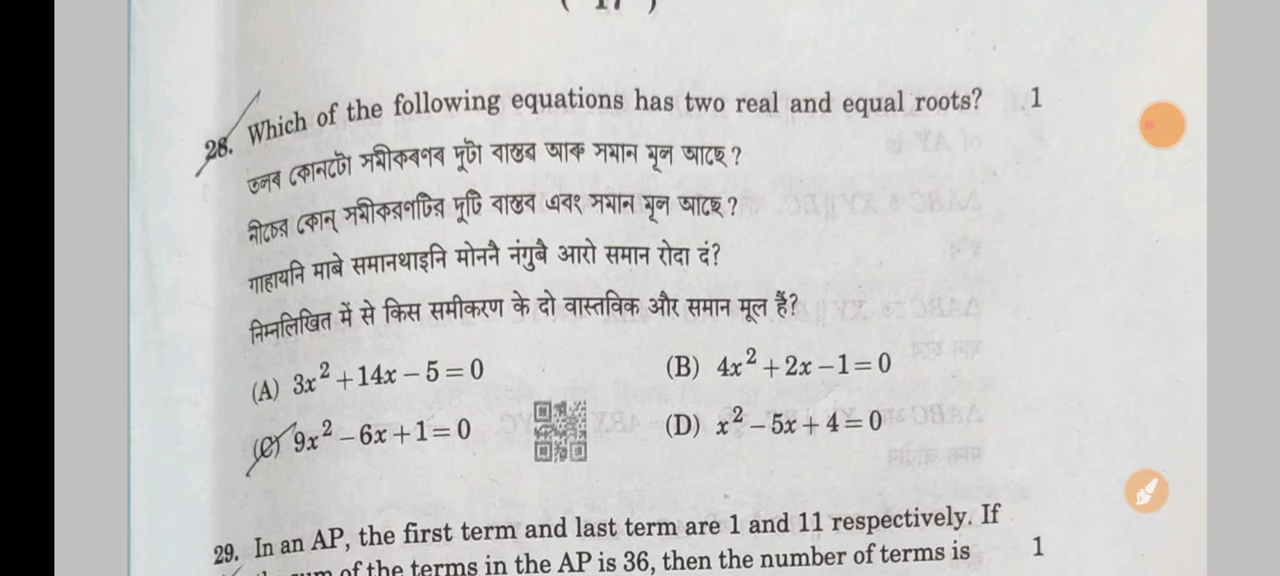 28. Which of the following equations has two real and equal roots? 1
তলৰ কোনটো সমীকৰণৰ দুটা বাস্তৱ আৰু সমান মূল আছে ?
নীচের কোন্ সমীকরণটির দুটি বাস্তব এবং সমান মূল আছে ?
गाहायनि माबे समानथाइनि मोननै नंगुबै आरो समान रोदा दं?
निम्नलिखित में से किस समीकरण के दो वास्तविक और समान मूल हैं?
(A) 3x² + 14x – 5 = 0 (B) 4x² + 2x – 1 = 0
(C) 9x² – 6x + 1 = 0 (D) x² – 5x + 4 = 0
29. In an AP, the first term and last term are 1 and 11 respectively. If
of the terms in the AP is 36, then the number of terms is 1